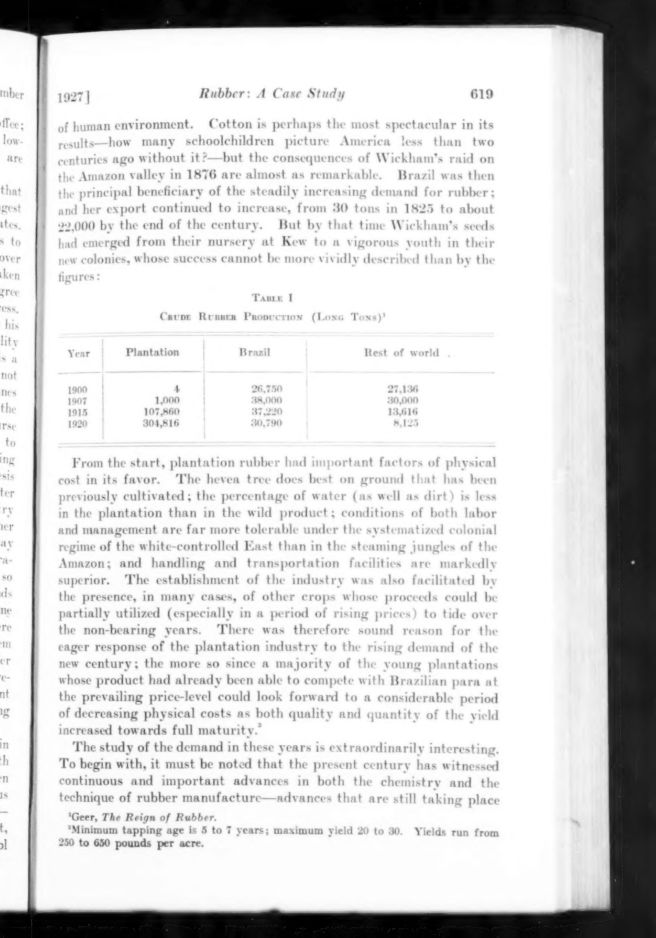 1927] Rubber: A Case Study 619
of human environment. Cotton is perhaps the most spectacular in its
results—how many schoolchildren picture America less than two
centuries ago without it?—but the consequences of Wickham's raid on
the Amazon valley in 1876 are almost as remarkable. Brazil was then
the principal beneficiary of the steadily increasing demand for rubber;
and her export continued to increase, from 30 tons in 1825 to about
22,000 by the end of the century. But by that time Wickham's seeds
had emerged from their nursery at Kew to a vigorous youth in their
new colonies, whose success cannot be more vividly described than by the
figures:
TABLE I
CRUDE RUBBER PRODUCTION (LONG TONS)¹
Year Plantation Brazil Rest of world
1900 4 26,750 27,136
1907 1,000 38,000 30,000
1915 107,860 37,220 13,616
1920 304,816 30,790 8,125
From the start, plantation rubber had important factors of physical
cost in its favor. The hevea tree does best on ground that has been
previously cultivated; the percentage of water (as well as dirt) is less
in the plantation than in the wild product; conditions of both labor
and management are far more tolerable under the systematized colonial
regime of the white-controlled East than in the steaming jungles of the
Amazon; and handling and transportation facilities are markedly
superior. The establishment of the industry was also facilitated by
the presence, in many cases, of other crops whose proceeds could be
partially utilized (especially in a period of rising prices) to tide over
the non-bearing years. There was therefore sound reason for the
eager response of the plantation industry to the rising demand of the
new century; the more so since a majority of the young plantations
whose product had already been able to compete with Brazilian para at
the prevailing price-level could look forward to a considerable period
of decreasing physical costs as both quality and quantity of the yield
increased towards full maturity.²
The study of the demand in these years is extraordinarily interesting.
To begin with, it must be noted that the present century has witnessed
continuous and important advances in both the chemistry and the
technique of rubber manufacture—advances that are still taking place
¹Geer, The Reign of Rubber.
²Minimum tapping age is 5 to 7 years; maximum yield 20 to 30. Yields run from
250 to 650 pounds per acre.